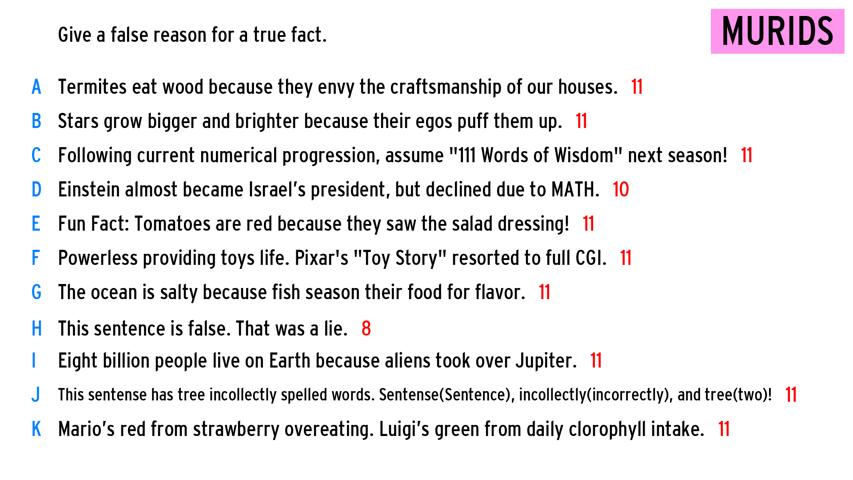 Give a false reason for a true fact.
MURIDS
A Termites eat wood because they envy the craftsmanship of our houses. 11
B Stars grow bigger and brighter because their egos puff them up. 11
C Following current numerical progression, assume "111 Words of Wisdom" next season! 11
D Einstein almost became Israel's president, but declined due to MATH. 10
E Fun Fact: Tomatoes are red because they saw the salad dressing! 11
F Powerless providing toys life. Pixar's "Toy Story" resorted to full CGI. 11
G The ocean is salty because fish season their food for flavor. 11
H This sentence is false. That was a lie. 8
I Eight billion people live on Earth because aliens took over Jupiter. 11
J This sentense has tree incollectly spelled words. Sentense(Sentence), incollectly(incorrectly), and tree(two)! 11
K Mario's red from strawberry overeating. Luigi's green from daily clorophyll intake. 11